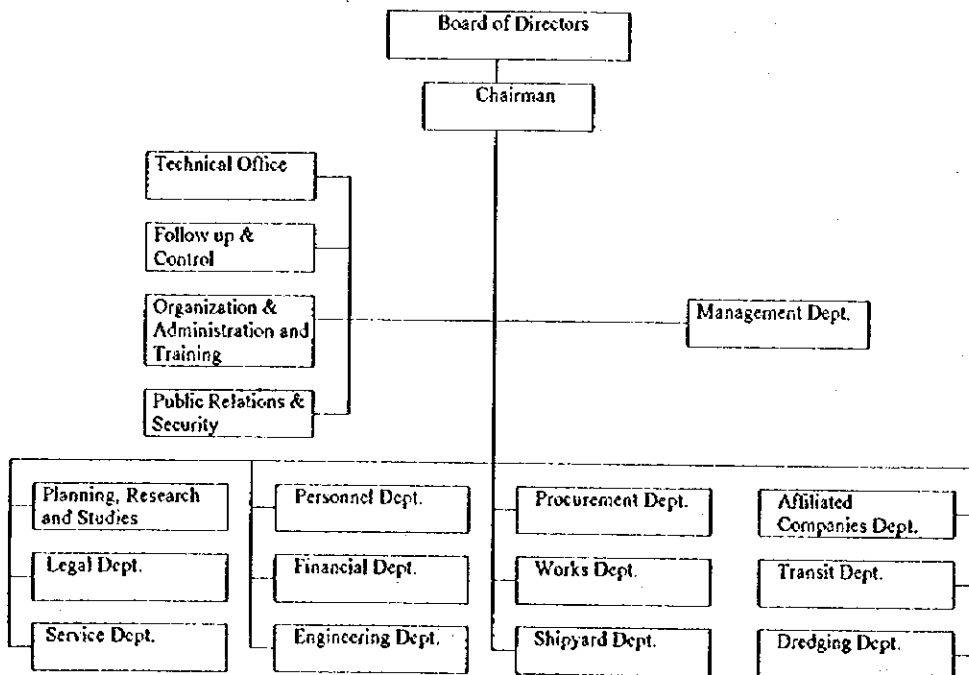 Board of Directors
Chairman
Technical Office
Follow up &
Control
Organization &
Administration and
Training
Management Dept.
Public Relations &
Security
Planning, Research
and Studies
Personnel Dept.
Procurement Dept.
Affiliated
Companies Dept.
Legal Dept.
Financial Dept.
Works Dept.
Transit Dept.
Service Dept.
Engineering Dept.
Shipyard Dept.
Dredging Dept.